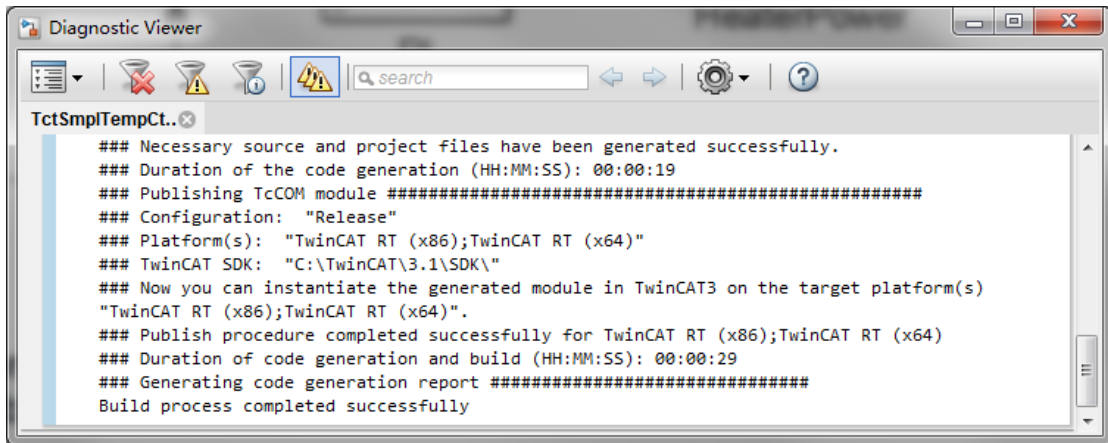 HeaterPower
Diagnostic Viewer
search
TctSmplTempCt..
### Necessary source and project files have been generated successfully.
### Duration of the code generation (HH:MM:SS): 00:00:19
### Publishing TcCOM module ####################################################
### Configuration:  "Release"
### Platform(s):  "TwinCAT RT (x86);TwinCAT RT (x64)"
### TwinCAT SDK:  "C:\TwinCAT\3.1\SDK\"
### Now you can instantiate the generated module in TwinCAT3 on the target platform(s)
"TwinCAT RT (x86);TwinCAT RT (x64)".
### Publish procedure completed successfully for TwinCAT RT (x86);TwinCAT RT (x64)
### Duration of code generation and build (HH:MM:SS): 00:00:29
### Generating code generation report ###############################
Build process completed successfully